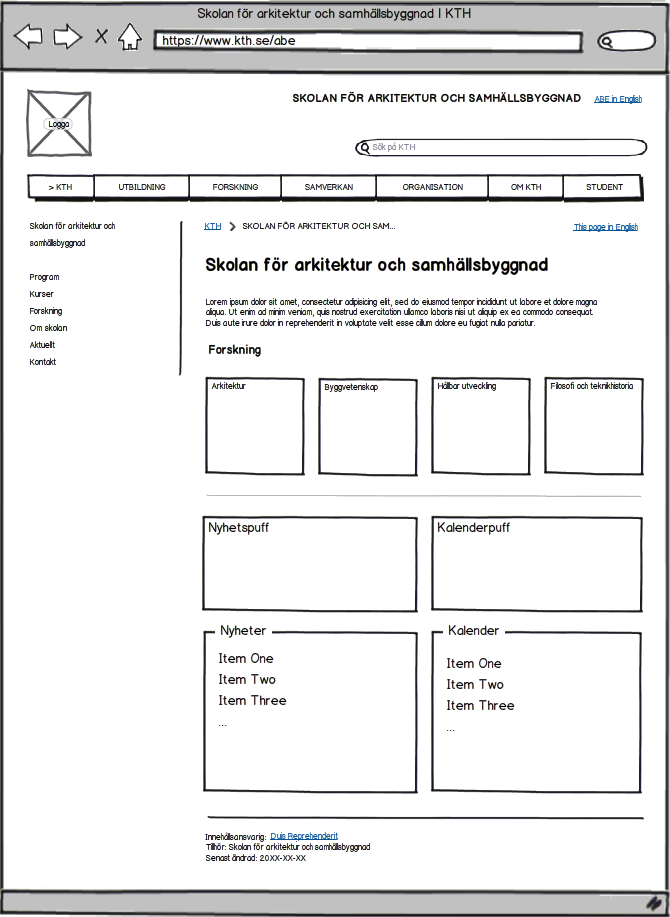 Skolan för arkitektur och samhällsbyggnad | KTH
https://www.kth.se/abe
Logga
SKOLAN FÖR ARKITEKTUR OCH SAMHÄLLSBYGGNAD
ABE in English
Sök på KTH
> KTH UTBILDNING FORSKNING SAMVERKAN ORGANISATION OM KTH STUDENT
Skolan för arkitektur och
samhällsbyggnad
Program
Kurser
Forskning
Om skolan
Aktuellt
Kontakt
KTH SKOLAN FÖR ARKITEKTUR OCH SAM...
This page in English
Skolan för arkitektur och samhällsbyggnad
Lorem ipsum dolor sit amet, consectetur adipisicing elit, sed do eiusmod tempor incididunt ut labore et dolore magna
aliqua. Ut enim ad minim veniam, quis nostrud exercitation ullamco laboris nisi ut aliquip ex ea commodo consequat.
Duis aute irure dolor in reprehenderit in voluptate velit esse cillum dolore eu fugiat nulla pariatur.
Forskning
Arkitektur
Byggvetenskap
Hållbar utveckling
Filosofi och teknikhistoria
Nyhetspuff
Kalenderpuff
Nyheter
Item One
Item Two
Item Three
...
Kalender
Item One
Item Two
Item Three
...
Innehållsansvarig: Duis Reprehenderit
Tillhör: Skolan för arkitektur och samhällsbyggnad
Senast ändrad: 20XX-XX-XX